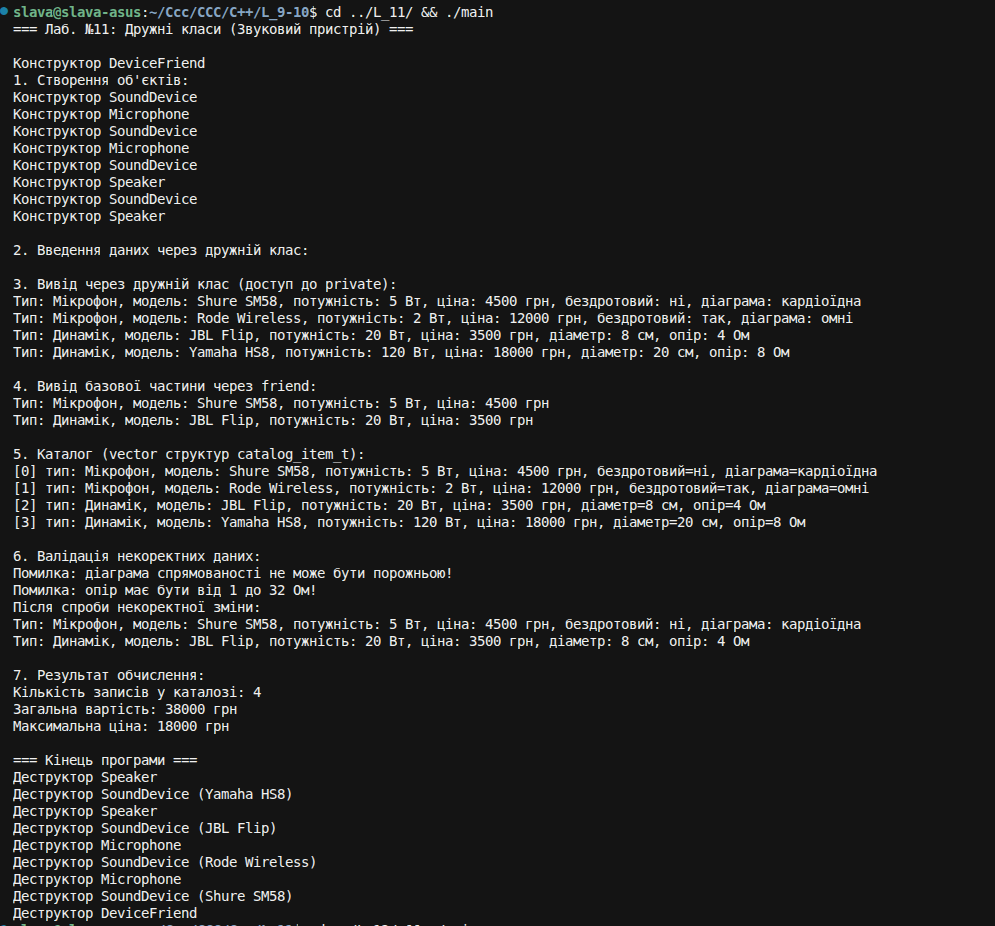 slava@slava-asus:~/Ccc/CCC/C++/L_9-10$ cd ../L_11/ && ./main
=== Лаб. №11: Дружні класи (Звуковий пристрій) ===
Конструктор DeviceFriend
1. Створення об'єктів:
Конструктор SoundDevice
Конструктор Microphone
Конструктор SoundDevice
Конструктор Microphone
Конструктор SoundDevice
Конструктор Speaker
Конструктор SoundDevice
Конструктор Speaker
2. Введення даних через дружній клас:
3. Вивід через дружній клас (доступ до private):
Тип: Мікрофон, модель: Shure SM58, потужність: 5 Вт, ціна: 4500 грн, бездротовий: ні, діаграма: кардіоїдна
Тип: Мікрофон, модель: Rode Wireless, потужність: 2 Вт, ціна: 12000 грн, бездротовий: так, діаграма: омні
Тип: Динамік, модель: JBL Flip, потужність: 20 Вт, ціна: 3500 грн, діаметр: 8 см, опір: 4 Ом
Тип: Динамік, модель: Yamaha HS8, потужність: 120 Вт, ціна: 18000 грн, діаметр: 20 см, опір: 8 Ом
4. Вивід базової частини через friend:
Тип: Мікрофон, модель: Shure SM58, потужність: 5 Вт, ціна: 4500 грн
Тип: Динамік, модель: JBL Flip, потужність: 20 Вт, ціна: 3500 грн
5. Каталог (vector структур catalog_item_t):
[0] тип: Мікрофон, модель: Shure SM58, потужність: 5 Вт, ціна: 4500 грн, бездротовий=ні, діаграма=кардіоїдна
[1] тип: Мікрофон, модель: Rode Wireless, потужність: 2 Вт, ціна: 12000 грн, бездротовий=так, діаграма=омні
[2] тип: Динамік, модель: JBL Flip, потужність: 20 Вт, ціна: 3500 грн, діаметр=8 см, опір=4 Ом
[3] тип: Динамік, модель: Yamaha HS8, потужність: 120 Вт, ціна: 18000 грн, діаметр=20 см, опір=8 Ом
6. Валідація некоректних даних:
Помилка: діаграма спрямованості не може бути порожньою!
Помилка: опір має бути від 1 до 32 Ом!
Після спроби некоректної зміни:
Тип: Мікрофон, модель: Shure SM58, потужність: 5 Вт, ціна: 4500 грн, бездротовий: ні, діаграма: кардіоїдна
Тип: Динамік, модель: JBL Flip, потужність: 20 Вт, ціна: 3500 грн, діаметр: 8 см, опір: 4 Ом
7. Результат обчислення:
Кількість записів у каталозі: 4
Загальна вартість: 38000 грн
Максимальна ціна: 18000 грн
=== Кінець програми ===
Деструктор Speaker
Деструктор SoundDevice (Yamaha HS8)
Деструктор Speaker
Деструктор SoundDevice (JBL Flip)
Деструктор Microphone
Деструктор SoundDevice (Rode Wireless)
Деструктор Microphone
Деструктор SoundDevice (Shure SM58)
Деструктор DeviceFriend